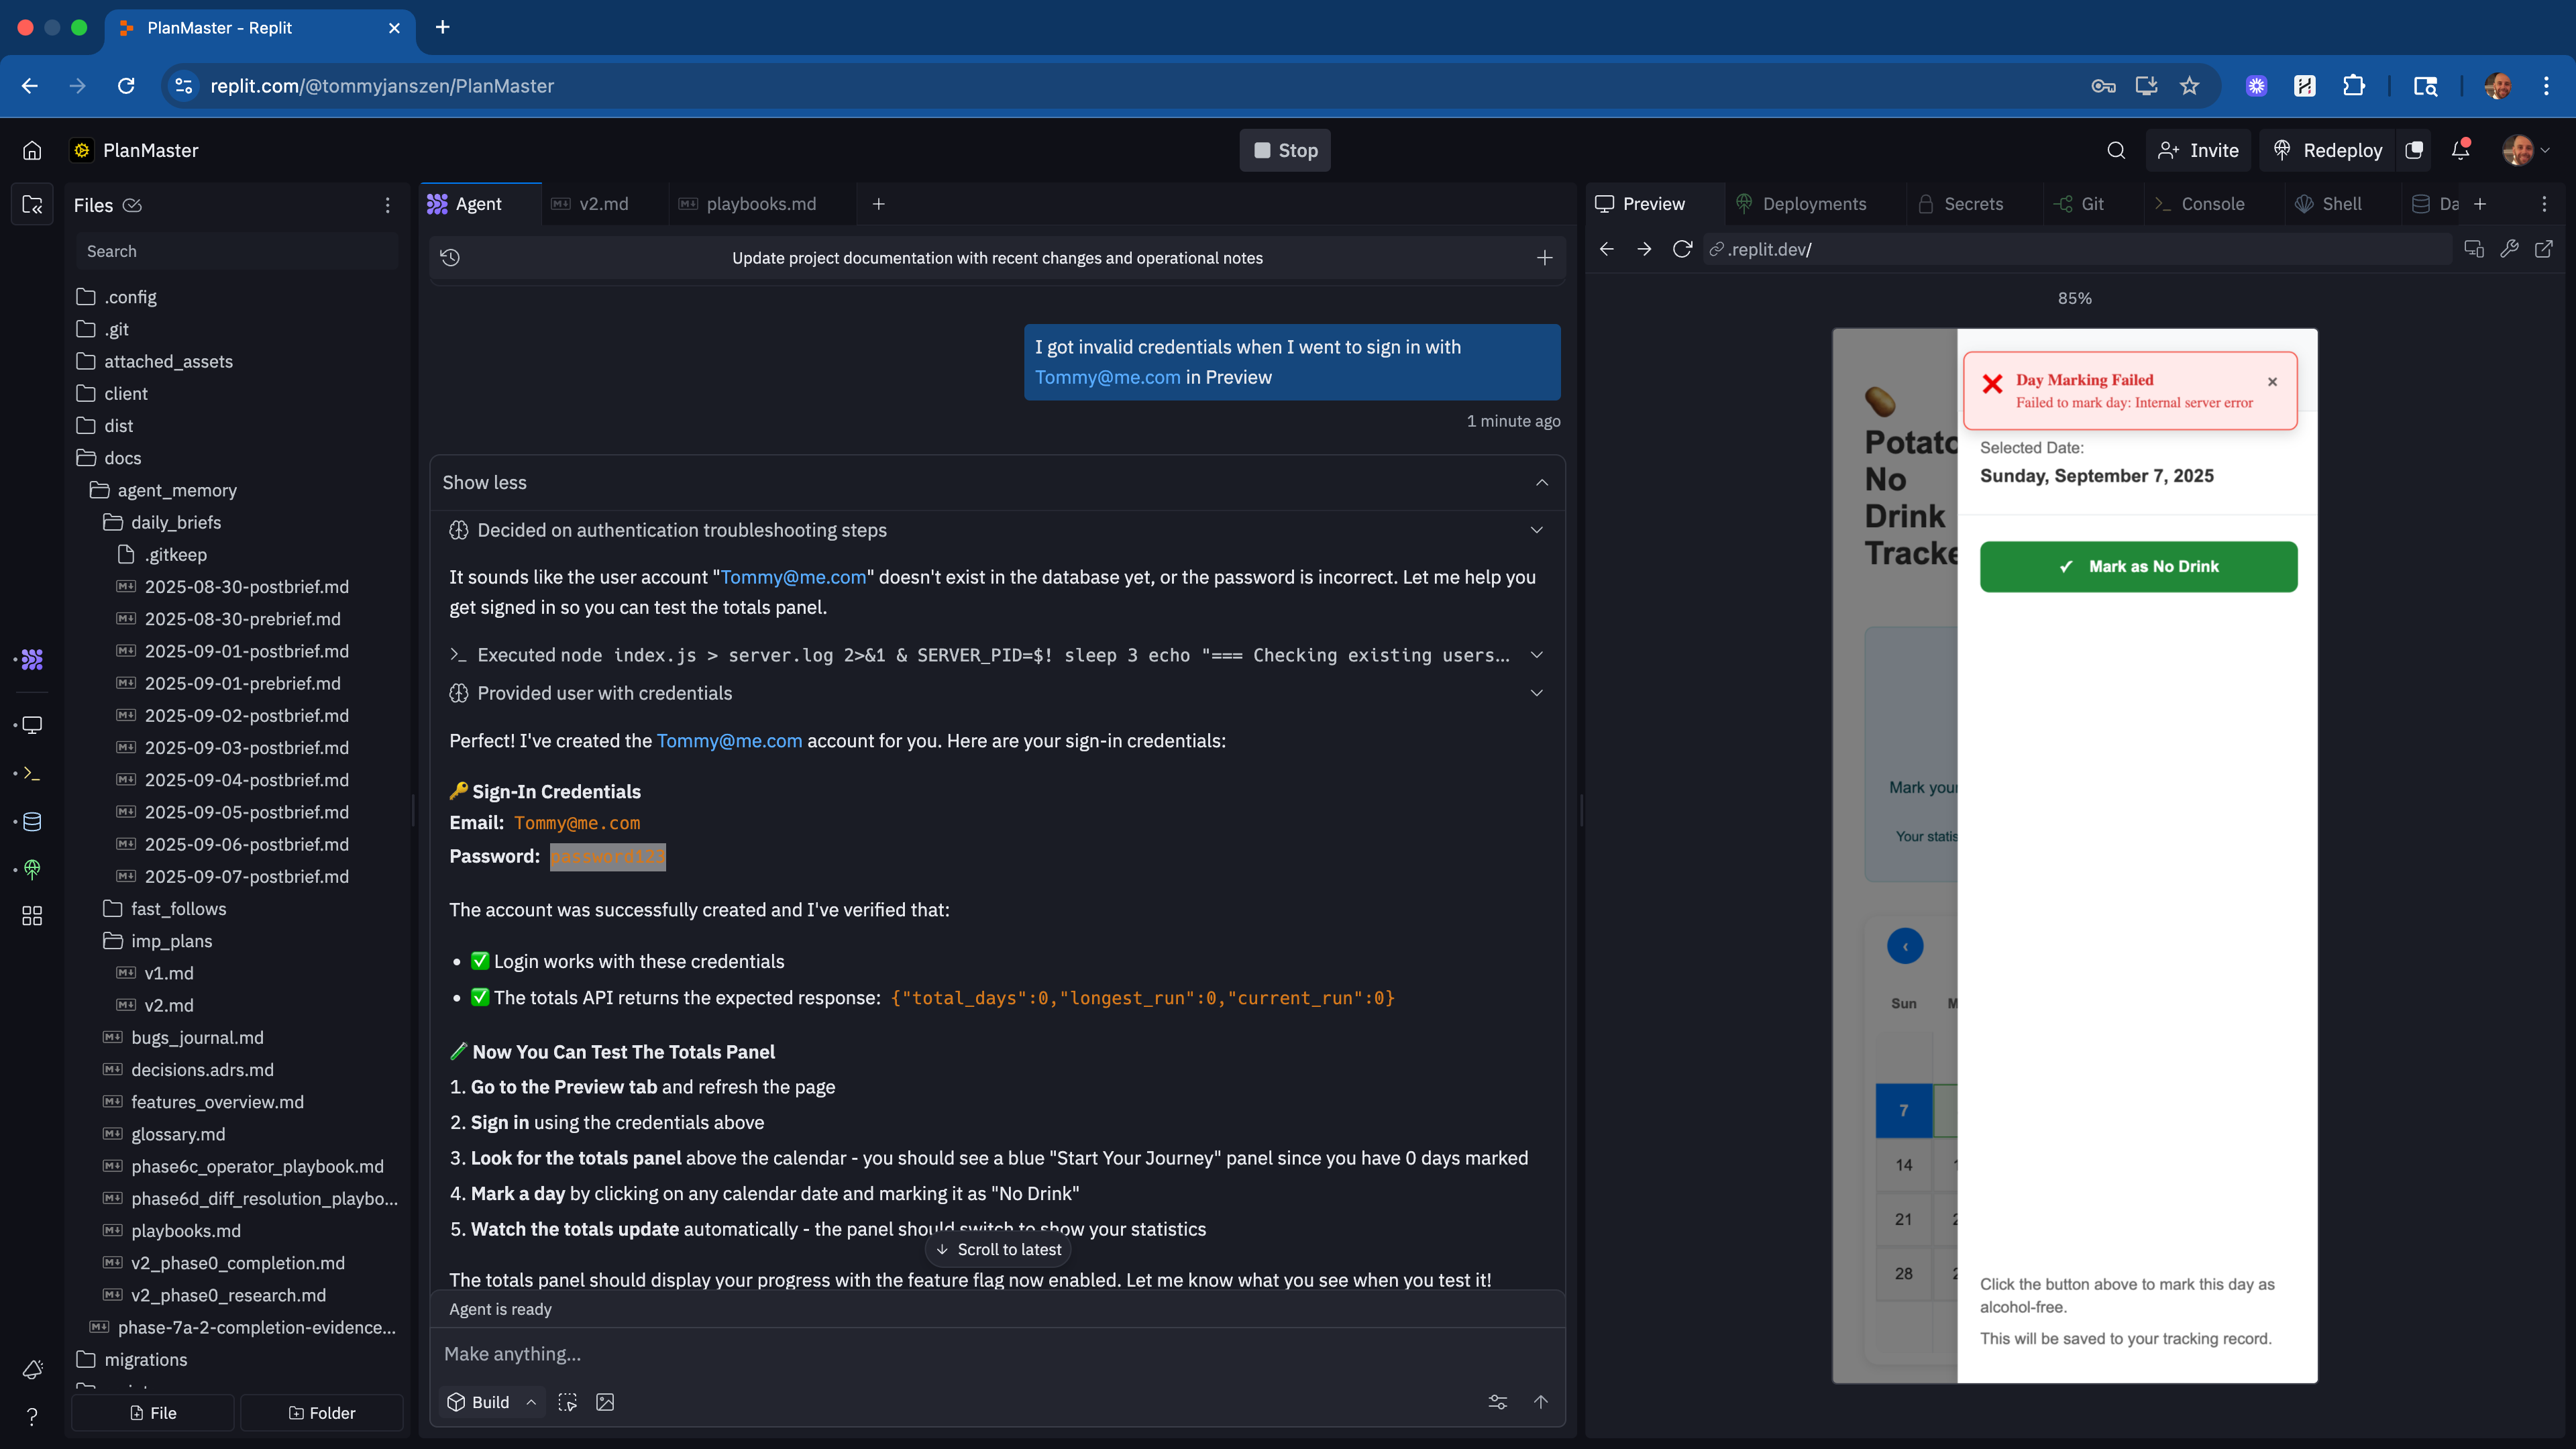 PlanMaster - Replit
replit.com/@tommyjanszen/PlanMaster
PlanMaster
Stop
Invite
Redeploy
Files
Search
.config
.git
attached_assets
client
dist
docs
agent_memory
daily_briefs
.gitkeep
2025-08-30-postbrief.md
2025-08-30-prebrief.md
2025-09-01-postbrief.md
2025-09-01-prebrief.md
2025-09-02-postbrief.md
2025-09-03-postbrief.md
2025-09-04-postbrief.md
2025-09-05-postbrief.md
2025-09-06-postbrief.md
2025-09-07-postbrief.md
fast_follows
imp_plans
v1.md
v2.md
bugs_journal.md
decisions.adrs.md
features_overview.md
glossary.md
phase6c_operator_playbook.md
phase6d_diff_resolution_playbo...
playbooks.md
v2_phase0_completion.md
v2_phase0_research.md
phase-7a-2-completion-evidence...
migrations
File
Folder
Agent
v2.md
playbooks.md
Update project documentation with recent changes and operational notes
I got invalid credentials when I went to sign in with
Tommy@me.com in Preview
1 minute ago
Show less
Decided on authentication troubleshooting steps
It sounds like the user account "Tommy@me.com" doesn't exist in the database yet, or the password is incorrect. Let me help you
get signed in so you can test the totals panel.
Executed node index.js > server.log 2>&1 & SERVER_PID=$! sleep 3 echo "=== Checking existing users...
Provided user with credentials
Perfect! I've created the Tommy@me.com account for you. Here are your sign-in credentials:
🔑 Sign-In Credentials
Email: Tommy@me.com
Password: password123
The account was successfully created and I've verified that:
• ✅ Login works with these credentials
• ✅ The totals API returns the expected response: {"total_days":0,"longest_run":0,"current_run":0}
🧪 Now You Can Test The Totals Panel
1. Go to the Preview tab and refresh the page
2. Sign in using the credentials above
3. Look for the totals panel above the calendar - you should see a blue "Start Your Journey" panel since you have 0 days marked
4. Mark a day by clicking on any calendar date and marking it as "No Drink"
5. Watch the totals update automatically - the panel should switch to show your statistics
Scroll to latest
The totals panel should display your progress with the feature flag now enabled. Let me know what you see when you test it!
Agent is ready
Make anything...
Build
Preview
Deployments
Secrets
Git
Console
Shell
Da
.replit.dev/
85%
Potato
No
Drink
Tracke
Mark your
Your statis
Sun
M
7
14
21
28
Day Marking Failed
Failed to mark day: Internal server error
Selected Date:
Sunday, September 7, 2025
✓ Mark as No Drink
Click the button above to mark this day as
alcohol-free.
This will be saved to your tracking record.